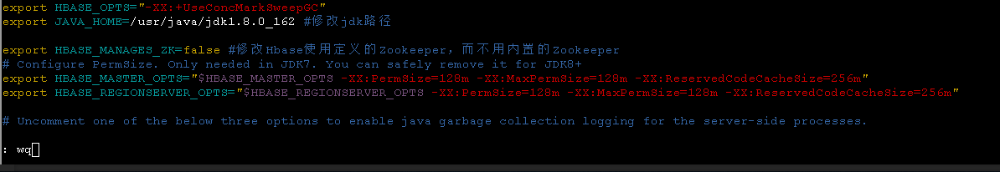 export HBASE_OPTS="-XX:+UseConcMarkSweepGC"
export JAVA_HOME=/usr/java/jdk1.8.0_162 #修改jdk路径
export HBASE_MANAGES_ZK=false #修改Hbase使用定义的Zookeeper，而不用内置的Zookeeper
# Configure PermSize. Only needed in JDK7. You can safely remove it for JDK8+
export HBASE_MASTER_OPTS="$HBASE_MASTER_OPTS -XX:PermSize=128m -XX:MaxPermSize=128m -XX:ReservedCodeCacheSize=256m"
export HBASE_REGIONSERVER_OPTS="$HBASE_REGIONSERVER_OPTS -XX:PermSize=128m -XX:MaxPermSize=128m -XX:ReservedCodeCacheSize=256m"
# Uncomment one of the below three options to enable java garbage collection logging for the server-side processes.
: wq